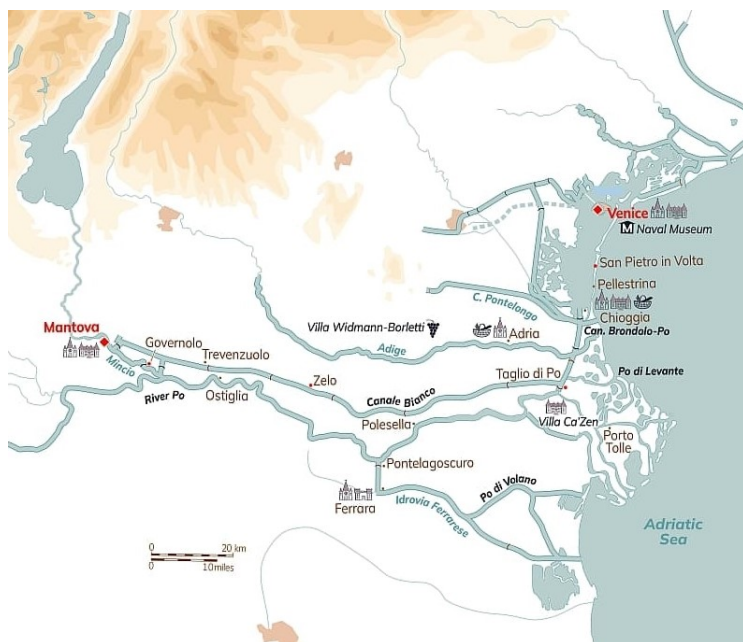 Venice
M Naval Museum
San Pietro in Volta
Pellestrina
C. Pontelongo
Chioggia
Can. Brondolo-Po
Mantova
Villa Widmann-Borletti
Adria
Governolo
Trevenzuolo
Mincio
Adige
Po di Levante
Zelo
Taglio di Po
Ostiglia
River Po
Canale Bianco
Polesella
Villa Ca'Zen
Porto
Tolle
Pontelagoscuro
Po di Volano
Idrovia Ferrarese
Ferrara
Adriatic
Sea
0 20 km
0 10 miles